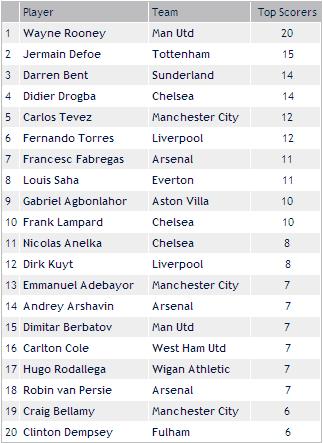 Player Team Top Scorers
1 Wayne Rooney Man Utd 20
2 Jermain Defoe Tottenham 15
3 Darren Bent Sunderland 14
4 Didier Drogba Chelsea 14
5 Carlos Tevez Manchester City 12
6 Fernando Torres Liverpool 12
7 Francesc Fabregas Arsenal 11
8 Louis Saha Everton 11
9 Gabriel Agbonlahor Aston Villa 10
10 Frank Lampard Chelsea 10
11 Nicolas Anelka Chelsea 8
12 Dirk Kuyt Liverpool 8
13 Emmanuel Adebayor Manchester City 7
14 Andrey Arshavin Arsenal 7
15 Dimitar Berbatov Man Utd 7
16 Carlton Cole West Ham Utd 7
17 Hugo Rodallega Wigan Athletic 7
18 Robin van Persie Arsenal 7
19 Craig Bellamy Manchester City 6
20 Clinton Dempsey Fulham 6